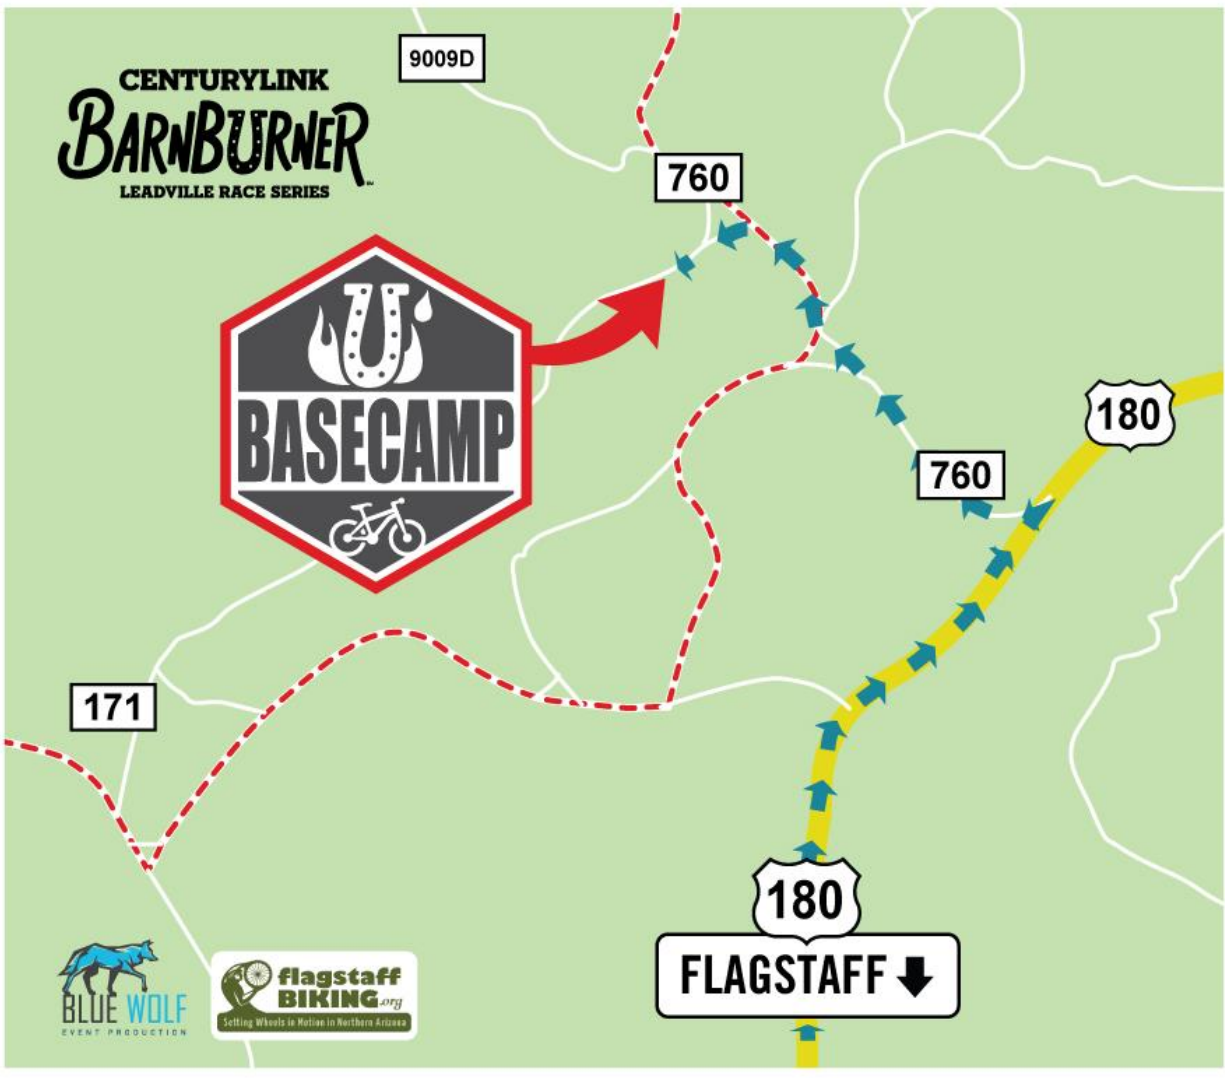 9009D
CENTURYLINK
BARNBURNER
LEADVILLE RACE SERIES
760
BASECAMP
180
760
171
180
FLAGSTAFF
BLUE WOLF
EVENT PRODUCTION
flagstaff
BIKING.org
Setting Wheels in Motion in Northern Arizona